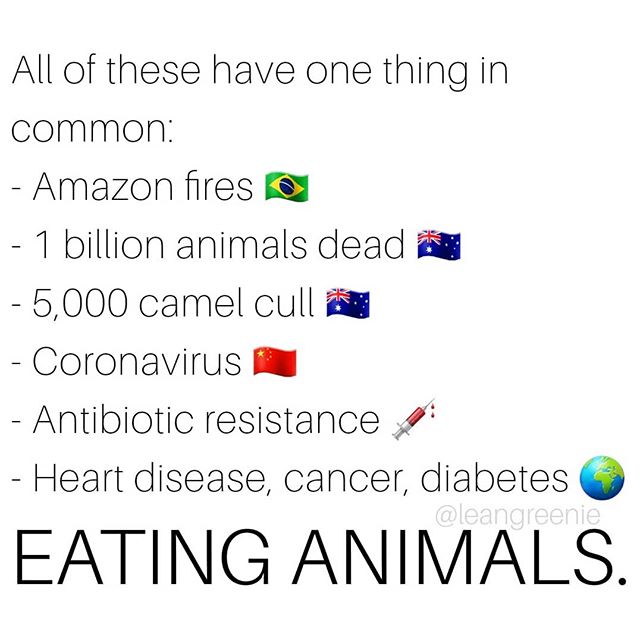 All of these have one thing in
common:
- Amazon fires 🇧🇷
- 1 billion animals dead 🇦🇺
- 5,000 camel cull 🇦🇺
- Coronavirus 🇨🇳
- Antibiotic resistance 💉
- Heart disease, cancer, diabetes 🌍
@leangreenie
EATING ANIMALS.